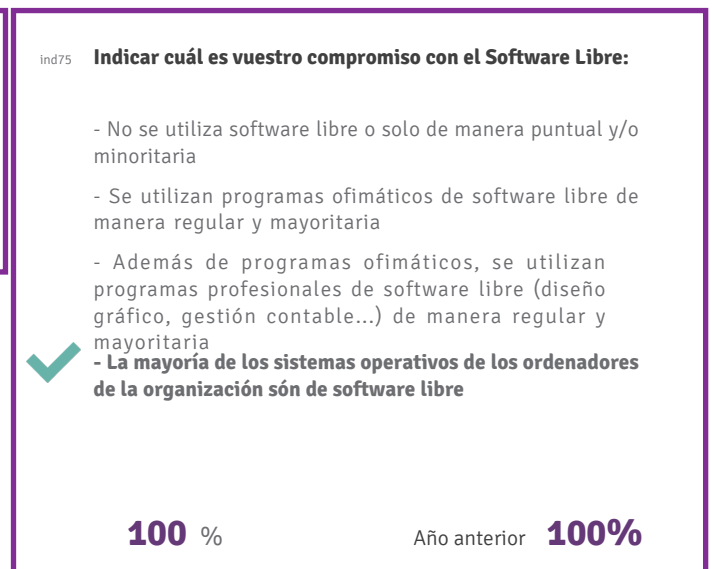 ind75 Indicar cuál es vuestro compromiso con el Software Libre:
- No se utiliza software libre o solo de manera puntual y/o
minoritaria
- Se utilizan programas ofimáticos de software libre de
manera regular y mayoritaria
- Además de programas ofimáticos, se utilizan
programas profesionales de software libre (diseño
gráfico, gestión contable...) de manera regular y
mayoritaria
- La mayoría de los sistemas operativos de los ordenadores
de la organización són de software libre
100 % Año anterior 100%